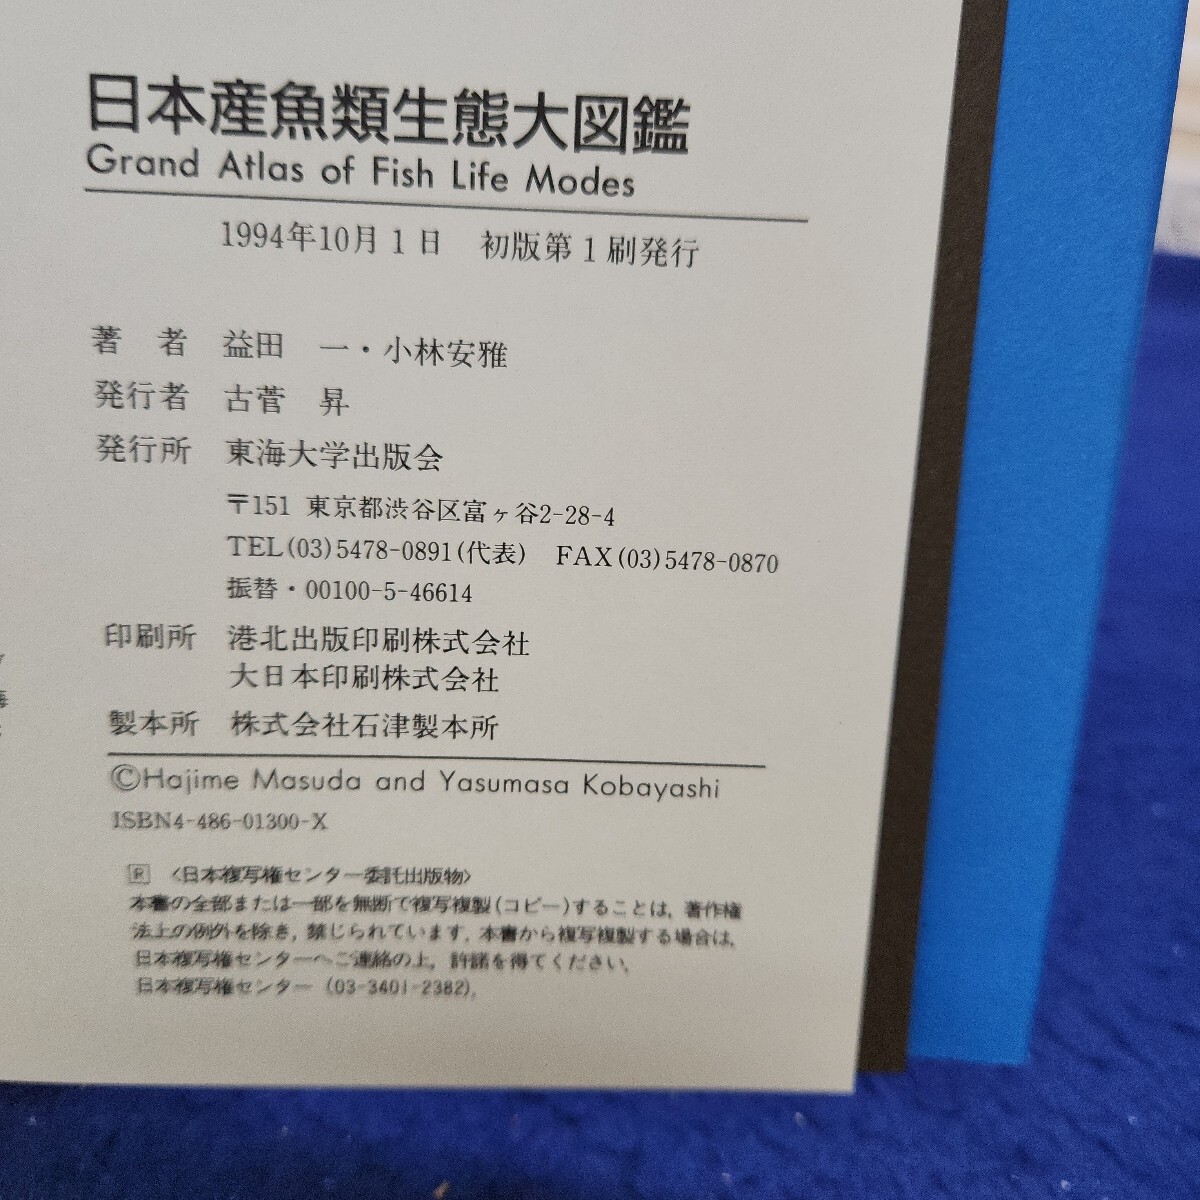 日本産魚類生態大図鑑
Grand Atlas of Fish Life Modes
1994年10月1日 初版第1刷発行
著 者 益田 一・小林安雅
発行者 古菅 昇
発行所 東海大学出版会
〒151 東京都渋谷区富ヶ谷2-28-4
TEL(03)5478-0891(代表) FAX(03)5478-0870
振替・00100-5-46614
印刷所 港北出版印刷株式会社
大日本印刷株式会社
製本所 株式会社石津製本所
©Hajime Masuda and Yasumasa Kobayashi
ISBN4-486-01300-X
R 〈日本複写権センター委託出版物〉
本書の全部または一部を無断で複写複製(コピー)することは、著作権
法上の例外を除き、禁じられています。本書から複写複製する場合は、
日本複写権センターへご連絡の上、許諾を得てください。
日本複写権センター (03-3401-2382)。